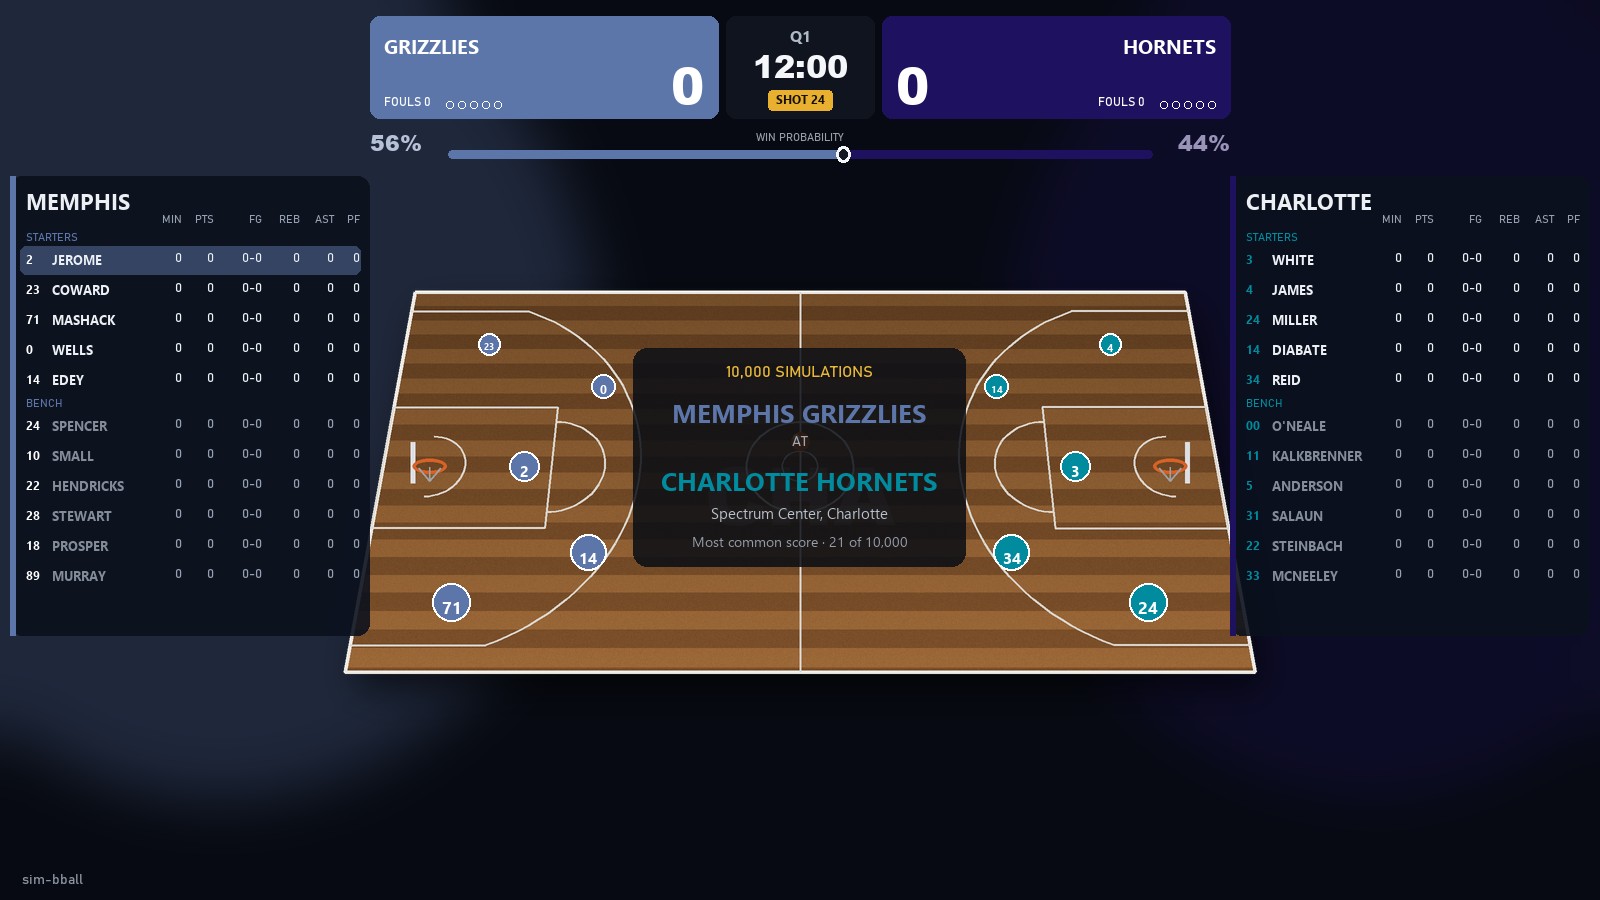 GRIZZLIES
0
FOULS 0
Q1
12:00
SHOT 24
HORNETS
0
FOULS 0
56%
WIN PROBABILITY
44%
MEMPHIS
MIN PTS FG REB AST PF
STARTERS
2 JEROME 0 0 0-0 0 0 0
23 COWARD 0 0 0-0 0 0 0
71 MASHACK 0 0 0-0 0 0 0
0 WELLS 0 0 0-0 0 0 0
14 EDEY 0 0 0-0 0 0 0
BENCH
24 SPENCER 0 0 0-0 0 0 0
10 SMALL 0 0 0-0 0 0 0
22 HENDRICKS 0 0 0-0 0 0 0
28 STEWART 0 0 0-0 0 0 0
18 PROSPER 0 0 0-0 0 0 0
89 MURRAY 0 0 0-0 0 0 0
23
0
2
14
71
10,000 SIMULATIONS
MEMPHIS GRIZZLIES
AT
CHARLOTTE HORNETS
Spectrum Center, Charlotte
Most common score · 21 of 10,000
4
14
3
34
24
CHARLOTTE
MIN PTS FG REB AST PF
STARTERS
3 WHITE 0 0 0-0 0 0 0
4 JAMES 0 0 0-0 0 0 0
24 MILLER 0 0 0-0 0 0 0
14 DIABATE 0 0 0-0 0 0 0
34 REID 0 0 0-0 0 0 0
BENCH
00 O'NEALE 0 0 0-0 0 0 0
11 KALKBRENNER 0 0 0-0 0 0 0
5 ANDERSON 0 0 0-0 0 0 0
31 SALAUN 0 0 0-0 0 0 0
22 STEINBACH 0 0 0-0 0 0 0
33 MCNEELEY 0 0 0-0 0 0 0
sim-bball